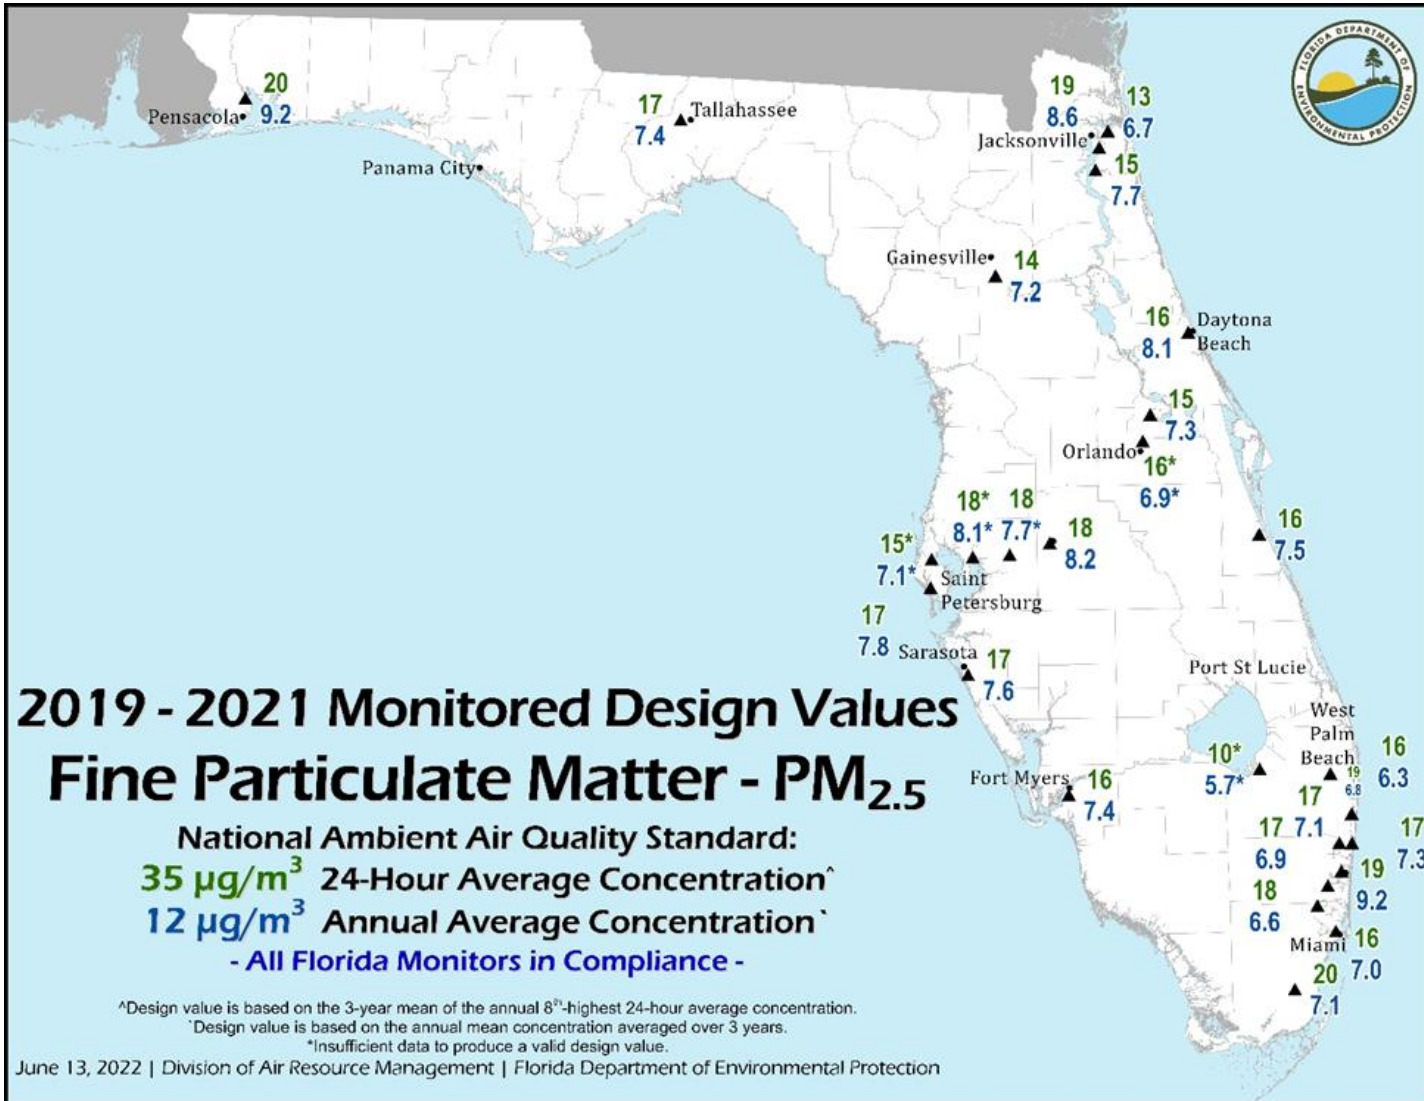 FLORIDA DEPARTMENT OF
ENVIRONMENTAL PROTECTION
20
Pensacola
9.2
17
Tallahassee
7.4
Panama City
19
8.6
13
6.7
Jacksonville
15
7.7
Gainesville
14
7.2
16
8.1
Daytona
Beach
15
7.3
Orlando
16*
6.9*
18*
8.1*
18
7.7*
18
8.2
16
7.5
15*
7.1*
Saint
Petersburg
17
7.8
Sarasota
17
7.6
Port St Lucie
West
Palm
Beach
10*
5.7*
19
6.8
16
6.3
Fort Myers
16
7.4
17
7.1
17
6.9
17
7.3
19
9.2
18
6.6
Miami
16
7.0
20
7.1
2019 - 2021 Monitored Design Values
Fine Particulate Matter - PM2.5
National Ambient Air Quality Standard:
35 µg/m³ 24-Hour Average Concentration^
12 µg/m³ Annual Average Concentration`
- All Florida Monitors in Compliance -
^Design value is based on the 3-year mean of the annual 8th-highest 24-hour average concentration.
`Design value is based on the annual mean concentration averaged over 3 years.
*Insufficient data to produce a valid design value.
June 13, 2022 | Division of Air Resource Management | Florida Department of Environmental Protection